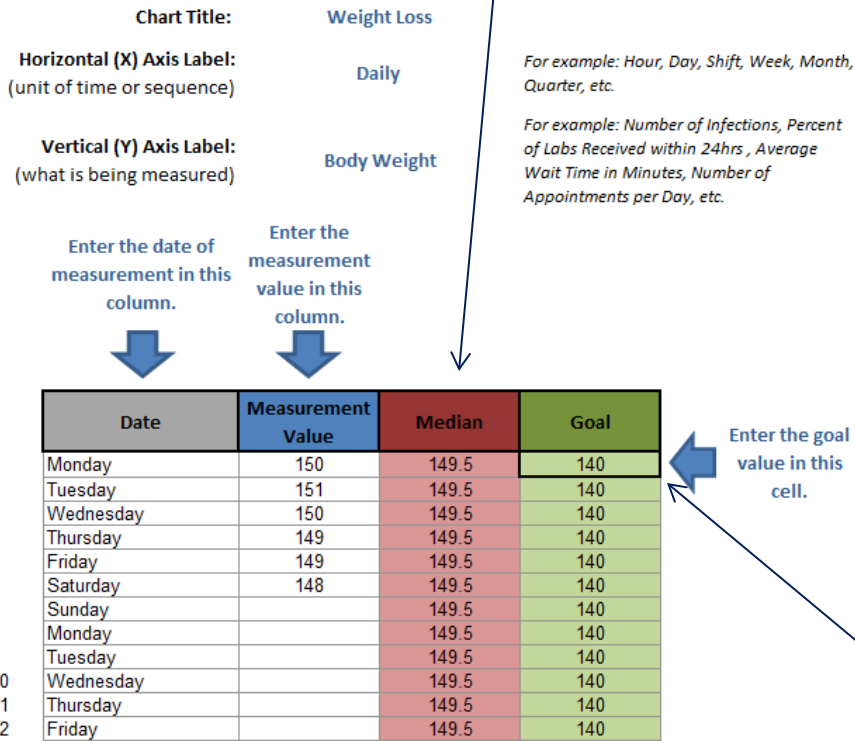 Chart Title: Weight Loss
Horizontal (X) Axis Label:
(unit of time or sequence)
Daily
For example: Hour, Day, Shift, Week, Month,
Quarter, etc.
Vertical (Y) Axis Label:
(what is being measured)
Body Weight
For example: Number of Infections, Percent
of Labs Received within 24hrs , Average
Wait Time in Minutes, Number of
Appointments per Day, etc.
Enter the date of
measurement in this
column.
Enter the
measurement
value in this
column.
Date Measurement Value Median Goal
Monday 150 149.5 140
Tuesday 151 149.5 140
Wednesday 150 149.5 140
Thursday 149 149.5 140
Friday 149 149.5 140
Saturday 148 149.5 140
Sunday 149.5 140
Monday 149.5 140
Tuesday 149.5 140
0 Wednesday 149.5 140
1 Thursday 149.5 140
2 Friday 149.5 140
Enter the goal
value in this
cell.